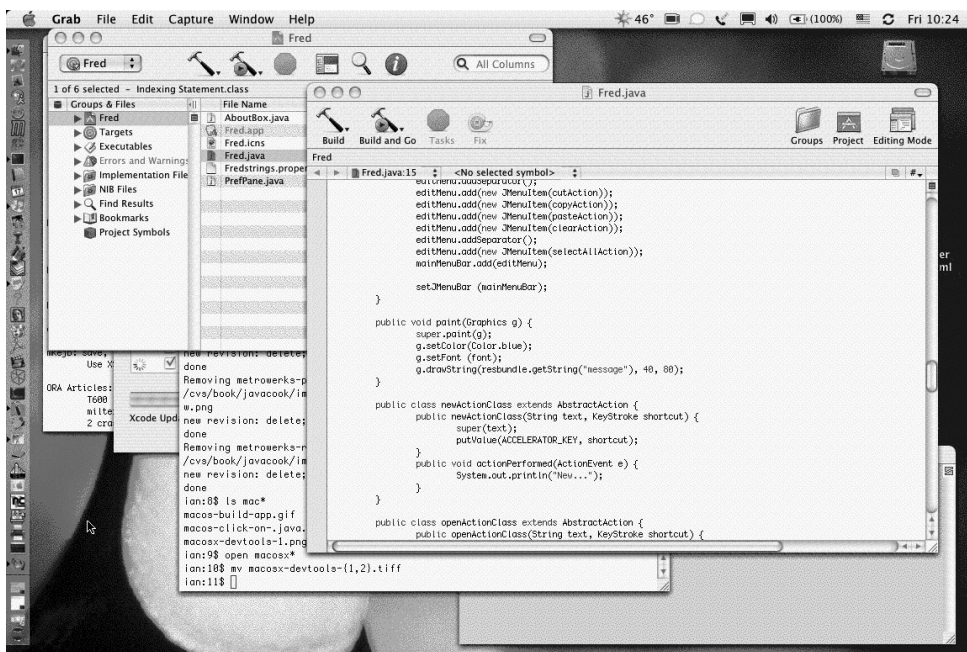 Grab File Edit Capture Window Help
46° (100%) Fri 10:24
Fred
Fred
All Columns
1 of 6 selected – Indexing Statement.class
Groups & Files
File Name
Fred
Targets
Executables
Errors and Warnings
Implementation File
NIB Files
Find Results
Bookmarks
Project Symbols
AboutBox.java
Fred.app
Fred.icns
Fred.java
Fredstrings.proper
PrefPane.java
Fred.java
Build
Build and Go
Tasks
Fix
Groups
Project
Editing Mode
Fred
Fred.java:15 <No selected symbol> #
editMenu.addSeparator();
editMenu.add(new JMenuItem(cutAction));
editMenu.add(new JMenuItem(copyAction));
editMenu.add(new JMenuItem(pasteAction));
editMenu.add(new JMenuItem(clearAction));
editMenu.addSeparator();
editMenu.add(new JMenuItem(selectAllAction));
mainMenuBar.add(editMenu);
setJMenuBar (mainMenuBar);
}
public void paint(Graphics g) {
super.paint(g);
g.setColor(Color.blue);
g.setFont (font);
g.drawString(resbundle.getString("message"), 40, 80);
}
public class newActionClass extends AbstractAction {
public newActionClass(String text, KeyStroke shortcut) {
super(text);
putValue(ACCELERATOR_KEY, shortcut);
}
public void actionPerformed(ActionEvent e) {
System.out.println("New...");
}
}
public class openActionClass extends AbstractAction {
public openActionClass(String text, KeyStroke shortcut) {
er
ml
mkejb: save,
Use X
ORA Articles:
T600
milte
2 cra
Xcode Upd
new revision: delete;
done
Removing metrowerks-p
/cvs/book/javacook/im
w.png
new revision: delete;
done
Removing metrowerks-r
/cvs/book/javacook/im
new revision: delete;
done
ian:8$ ls mac*
macos-build-app.gif
macos-click-on-.java.
macosx-devtools-1.png
ian:9$ open macosx*
ian:10$ mv macosx-devtools-{1,2}.tiff
ian:11$